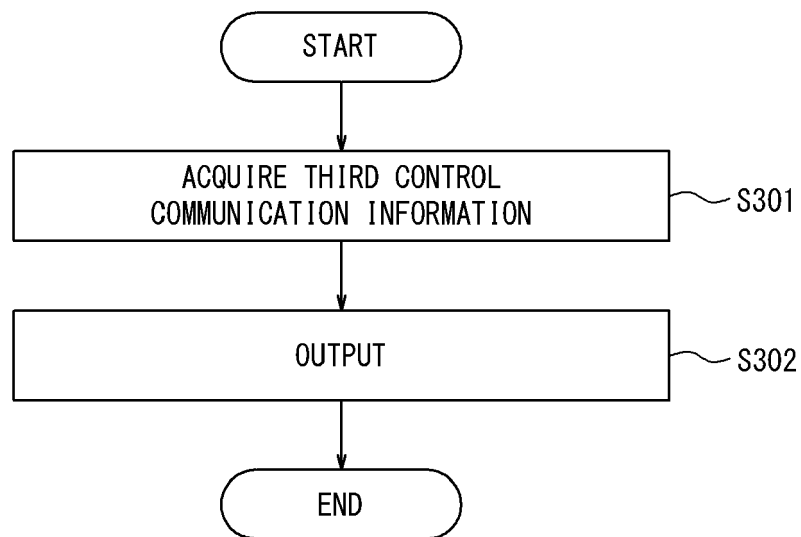 START
ACQUIRE THIRD CONTROL
COMMUNICATION INFORMATION
S301
OUTPUT
S302
END